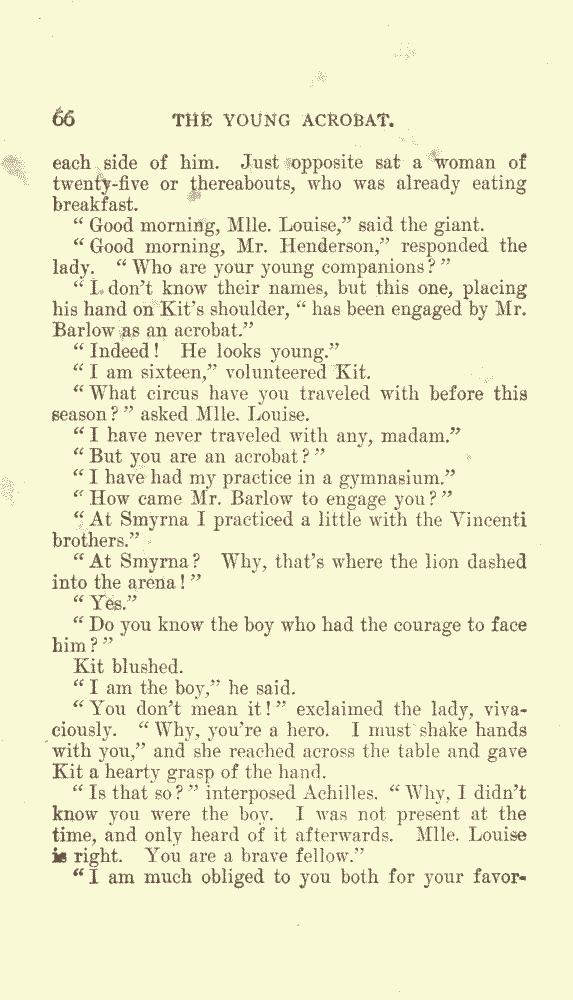 66 THE YOUNG ACROBAT.
each side of him. Just opposite sat a woman of
twenty-five or thereabouts, who was already eating
breakfast.
“Good morning, Mlle. Louise,” said the giant.
“Good morning, Mr. Henderson,” responded the
lady. “Who are your young companions?”
“I don’t know their names, but this one, placing
his hand on Kit’s shoulder, “has been engaged by Mr.
Barlow as an acrobat.”
“Indeed! He looks young.”
“I am sixteen,” volunteered Kit.
“What circus have you traveled with before this
season?” asked Mlle. Louise.
“I have never traveled with any, madam.”
“But you are an acrobat?”
“I have had my practice in a gymnasium.”
“How came Mr. Barlow to engage you?”
“At Smyrna I practiced a little with the Vincenti
brothers.”
“At Smyrna? Why, that’s where the lion dashed
into the arena!”
“Yes.”
“Do you know the boy who had the courage to face
him?”
Kit blushed.
“I am the boy,” he said.
“You don’t mean it!” exclaimed the lady, viva-
ciously. “Why, you’re a hero. I must shake hands
with you,” and she reached across the table and gave
Kit a hearty grasp of the hand.
“Is that so?” interposed Achilles. “Why, I didn’t
know you were the boy. I was not present at the
time, and only heard of it afterwards. Mlle. Louise
is right. You are a brave fellow.”
“I am much obliged to you both for your favor-